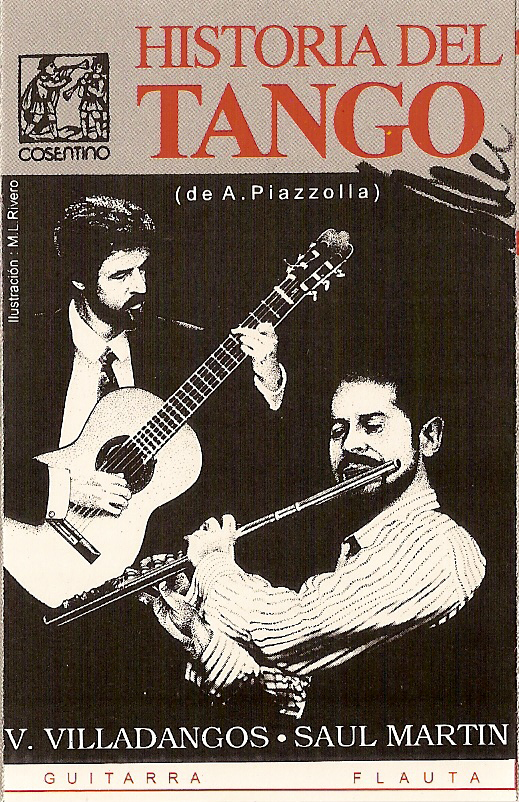 HISTORIA DEL
TANGO
COSENTINO
(de A. Piazzolla)
Ilustración: M.L. Rivero
V. VILLADANGOS • SAUL MARTIN
GUITARRA FLAUTA